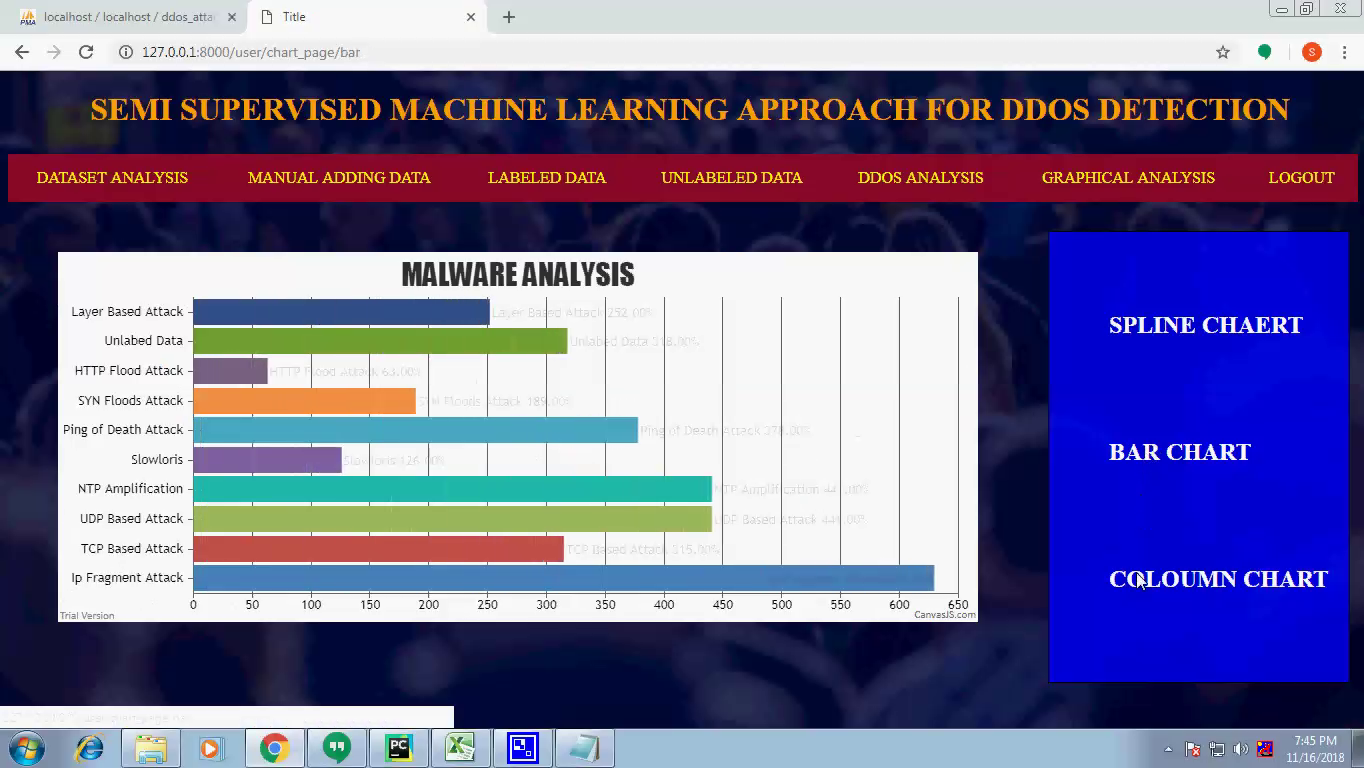 localhost / localhost / ddos_atta
Title
127.0.0.1:8000/user/chart_page/bar
S
SEMI SUPERVISED MACHINE LEARNING APPROACH FOR DDOS DETECTION
DATASET ANALYSIS MANUAL ADDING DATA LABELED DATA UNLABELED DATA DDOS ANALYSIS GRAPHICAL ANALYSIS LOGOUT
MALWARE ANALYSIS
Layer Based Attack Layer Based Attack 252.00%
Unlabed Data Unlabed Data 318.00%
HTTP Flood Attack HTTP Flood Attack 63.00%
SYN Floods Attack SYN Floods Attack 189.00%
Ping of Death Attack Ping of Death Attack 378.00%
Slowloris Slowloris 126.00%
NTP Amplification NTP Amplification 441.00%
UDP Based Attack UDP Based Attack 441.00%
TCP Based Attack TCP Based Attack 315.00%
Ip Fragment Attack
0 50 100 150 200 250 300 350 400 450 500 550 600 650
Trial Version CanvasJS.com
SPLINE CHAERT
BAR CHART
COLOUMN CHART
PC
7:45 PM
11/16/2018